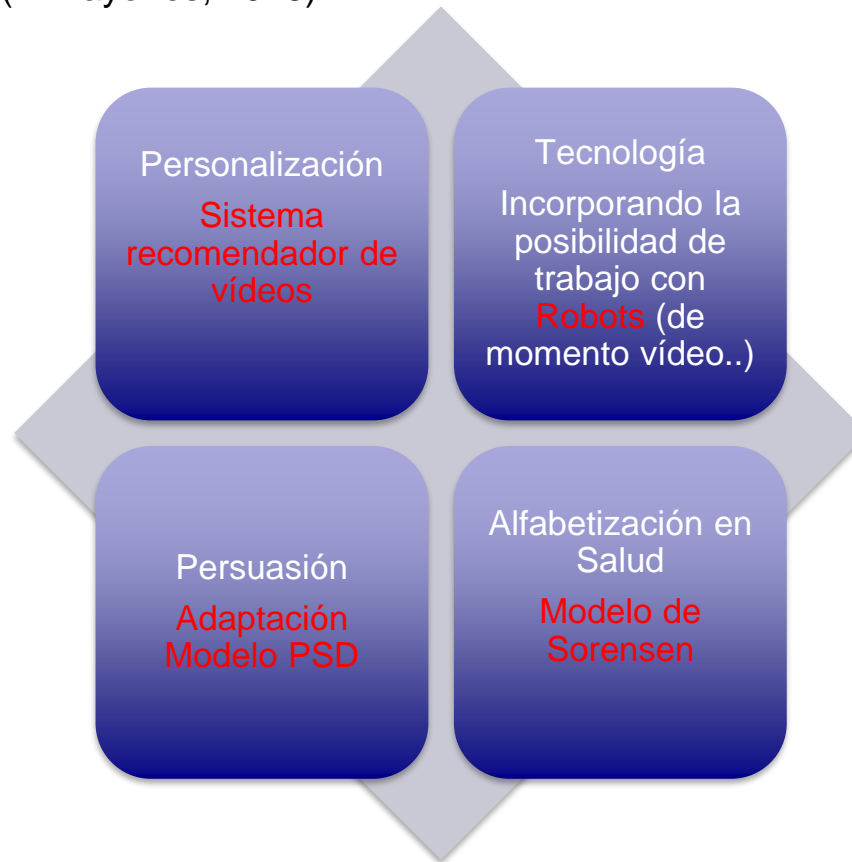 Personalización
Sistema
recomendador de
vídeos
Tecnología
Incorporando la
posibilidad de
trabajo con
Robots (de
momento vídeo..)
Persuasión
Adaptación
Modelo PSD
Alfabetización en
Salud
Modelo de
Sorensen